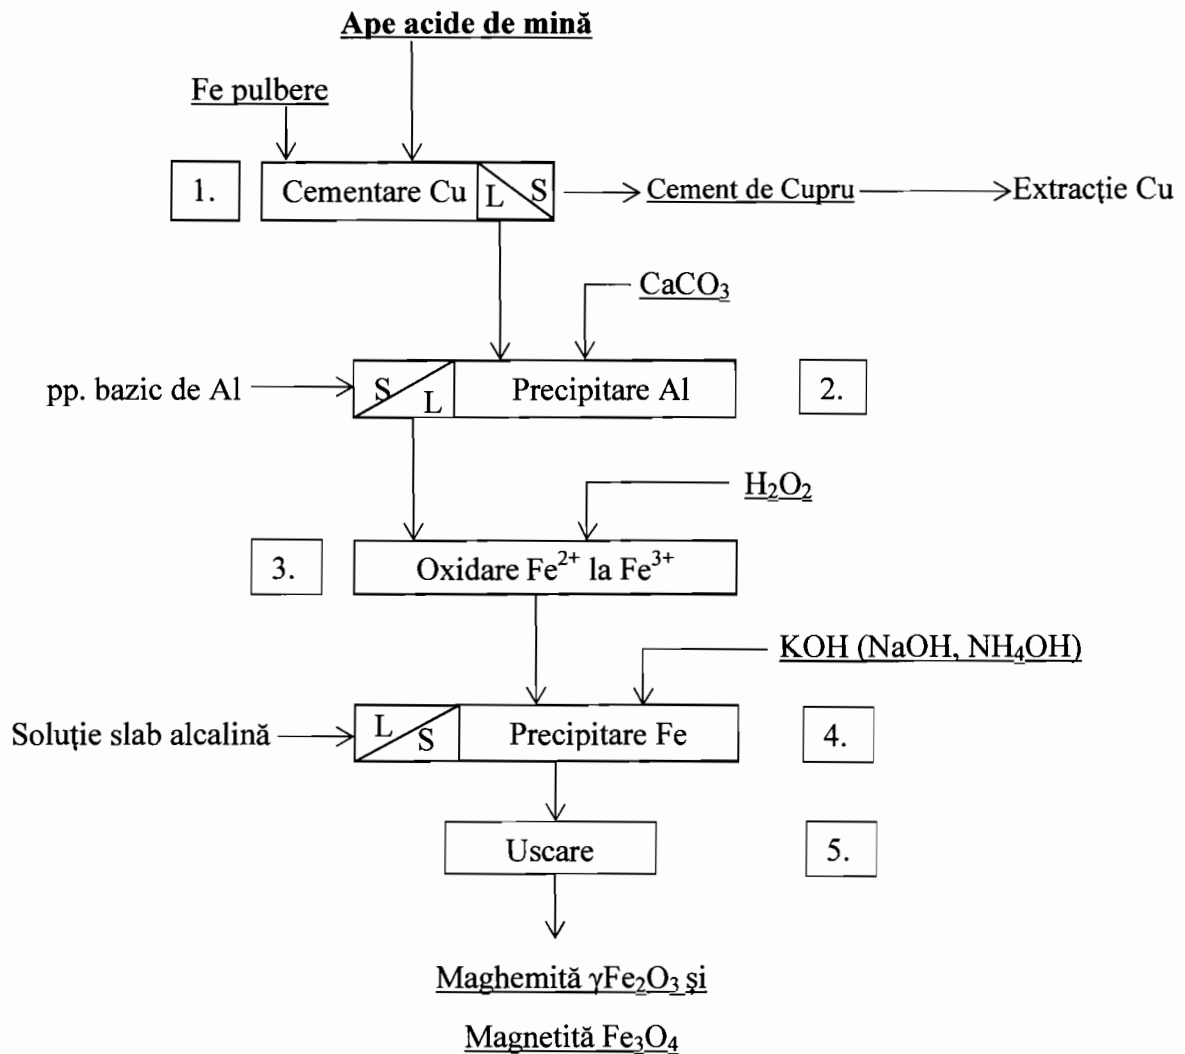 Ape acide de mină
Fe pulbere
1.
Cementare Cu
L
S
Cement de Cupru
Extracţie Cu
CaCO₃
pp. bazic de Al
S
L
Precipitare Al
2.
H₂O₂
3.
Oxidare Fe²⁺ la Fe³⁺
KOH (NaOH, NH₄OH)
Soluţie slab alcalină
L
S
Precipitare Fe
4.
Uscare
5.
Maghemită γFe₂O₃ şi
Magnetită Fe₃O₄